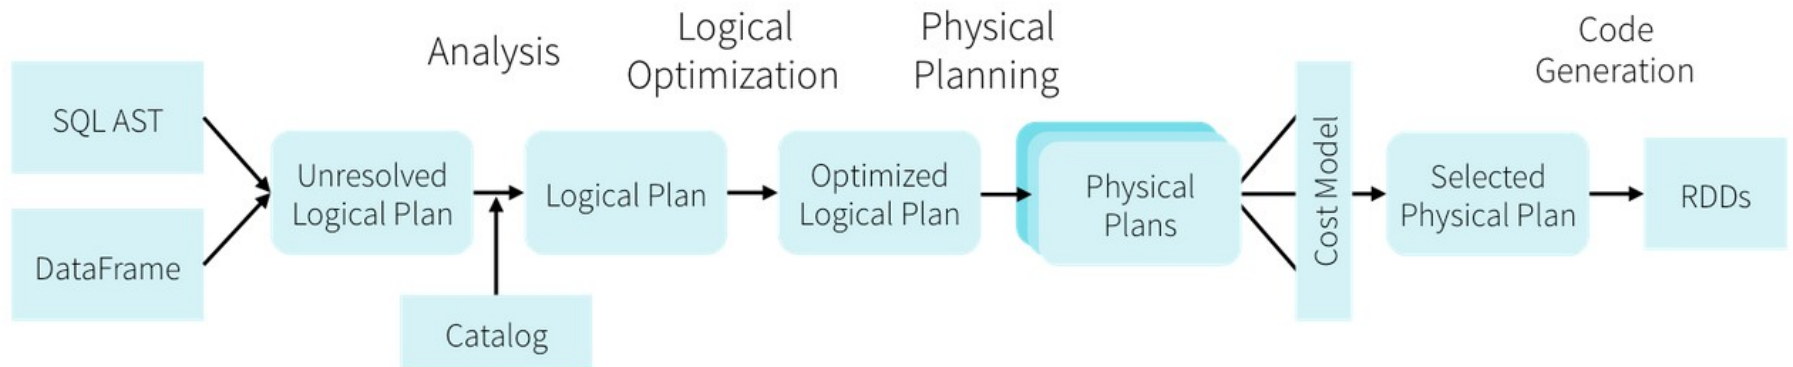 Analysis
Logical
Optimization
Physical
Planning
Code
Generation
SQL AST
DataFrame
Unresolved
Logical Plan
Catalog
Logical Plan
Optimized
Logical Plan
Physical
Plans
Cost Model
Selected
Physical Plan
RDDs